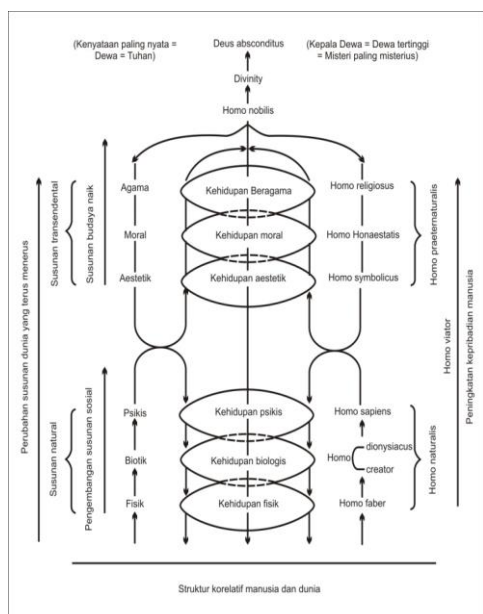 (Kenyataan paling nyata =
Dewa = Tuhan)
Deus absconditus
(Kepala Dewa = Dewa tertinggi
= Misteri paling misterius)
Divinity
Homo nobilis
Perubahan susunan dunia yang terus menerus
Susunan transendental
Susunan budaya naik
Agama
Kehidupan Beragama
Homo religiosus
Moral
Kehidupan moral
Homo Honaestatis
Aestetik
Kehidupan aestetik
Homo symbolicus
Homo praeternaturalis
Homo viator
Peningkatan kepribadian manusia
Susunan natural
Pengembangan susunan sosial
Psikis
Kehidupan psikis
Homo sapiens
Biotik
Kehidupan biologis
Homo
dionysiacus
creator
Fisik
Kehidupan fisik
Homo faber
Homo naturalis
Struktur korelatif manusia dan dunia